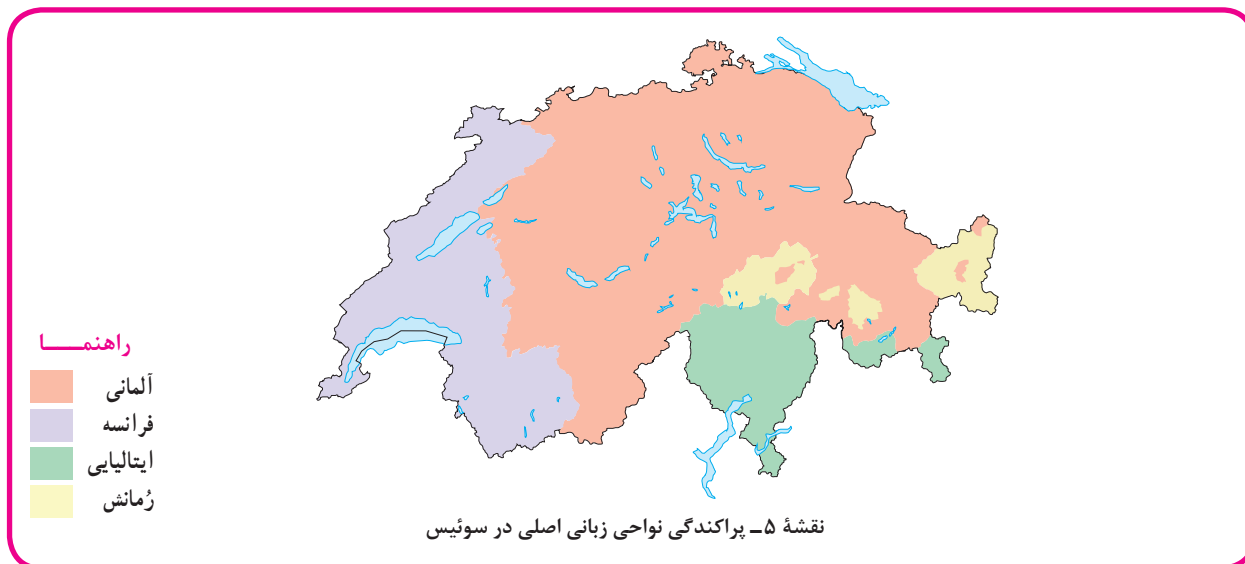 راهنمـــــا
آلمانی
فرانسه
ایتالیایی
رُمانش
نقشهٔ ۵ــ پراکندگی نواحی زبانی اصلی در سوئیس